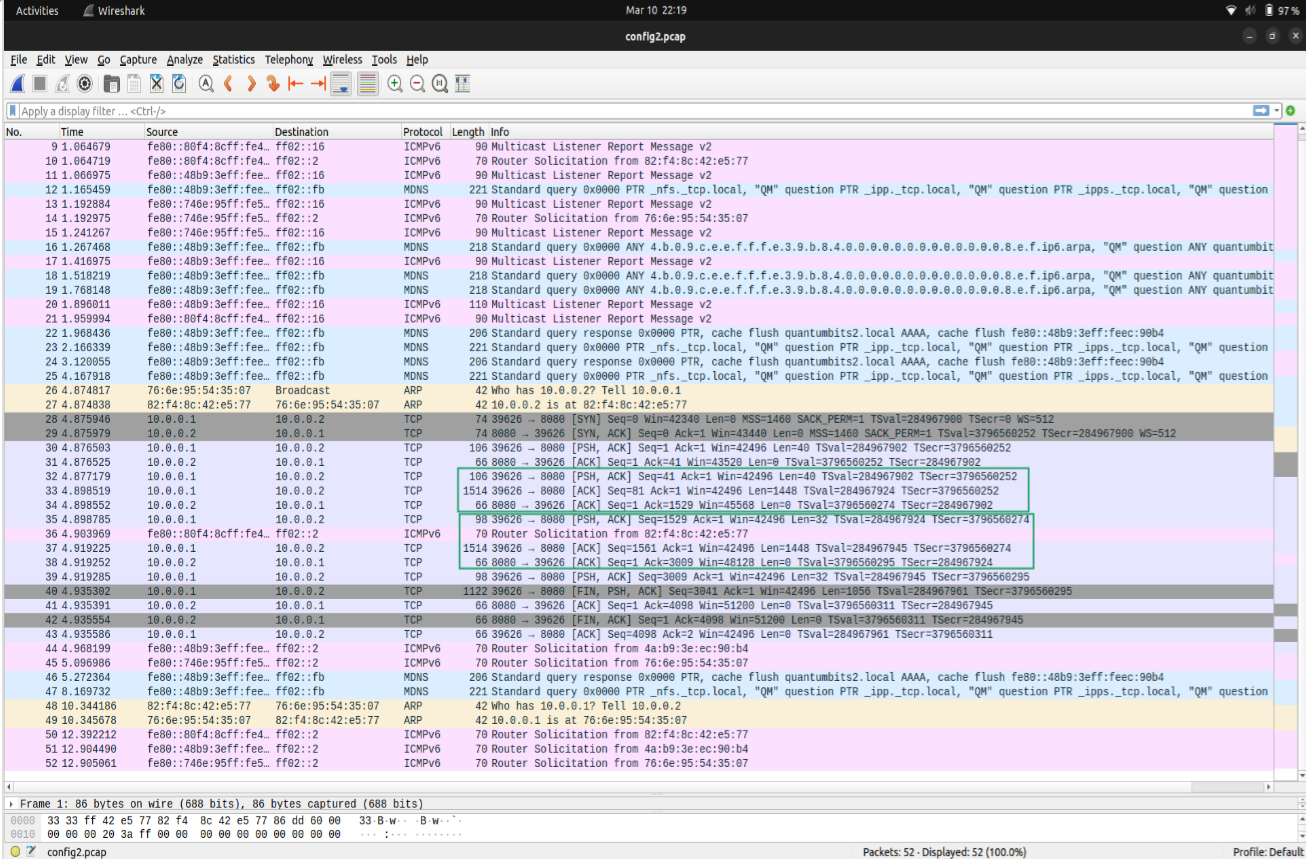 Activities Wireshark Mar 10 22:19 97 %
config2.pcap
File Edit View Go Capture Analyze Statistics Telephony Wireless Tools Help
Apply a display filter … <Ctrl-/>
No. Time Source Destination Protocol Length Info
9 1.064679 fe80::80f4:8cff:fe4… ff02::16 ICMPv6 90 Multicast Listener Report Message v2
10 1.064719 fe80::80f4:8cff:fe4… ff02::2 ICMPv6 70 Router Solicitation from 82:f4:8c:42:e5:77
11 1.066975 fe80::48b9:3eff:fee… ff02::16 ICMPv6 90 Multicast Listener Report Message v2
12 1.165459 fe80::48b9:3eff:fee… ff02::fb MDNS 221 Standard query 0x0000 PTR _nfs._tcp.local, "QM" question PTR _ipp._tcp.local, "QM" question PTR _ipps._tcp.local, "QM" question
13 1.192884 fe80::746e:95ff:fe5… ff02::16 ICMPv6 90 Multicast Listener Report Message v2
14 1.192975 fe80::746e:95ff:fe5… ff02::2 ICMPv6 70 Router Solicitation from 76:6e:95:54:35:07
15 1.241267 fe80::746e:95ff:fe5… ff02::16 ICMPv6 90 Multicast Listener Report Message v2
16 1.267468 fe80::48b9:3eff:fee… ff02::fb MDNS 218 Standard query 0x0000 ANY 4.b.0.9.c.e.e.f.f.f.e.3.9.b.8.4.0.0.0.0.0.0.0.0.0.0.0.0.0.8.e.f.ip6.arpa, "QM" question ANY quantumbit
17 1.416975 fe80::48b9:3eff:fee… ff02::16 ICMPv6 90 Multicast Listener Report Message v2
18 1.518219 fe80::48b9:3eff:fee… ff02::fb MDNS 218 Standard query 0x0000 ANY 4.b.0.9.c.e.e.f.f.f.e.3.9.b.8.4.0.0.0.0.0.0.0.0.0.0.0.0.0.8.e.f.ip6.arpa, "QM" question ANY quantumbit
19 1.768148 fe80::48b9:3eff:fee… ff02::fb MDNS 218 Standard query 0x0000 ANY 4.b.0.9.c.e.e.f.f.f.e.3.9.b.8.4.0.0.0.0.0.0.0.0.0.0.0.0.0.8.e.f.ip6.arpa, "QM" question ANY quantumbit
20 1.896011 fe80::48b9:3eff:fee… ff02::16 ICMPv6 110 Multicast Listener Report Message v2
21 1.959994 fe80::80f4:8cff:fe4… ff02::16 ICMPv6 90 Multicast Listener Report Message v2
22 1.968436 fe80::48b9:3eff:fee… ff02::fb MDNS 206 Standard query response 0x0000 PTR, cache flush quantumbits2.local AAAA, cache flush fe80::48b9:3eff:feec:90b4
23 2.166339 fe80::48b9:3eff:fee… ff02::fb MDNS 221 Standard query 0x0000 PTR _nfs._tcp.local, "QM" question PTR _ipp._tcp.local, "QM" question PTR _ipps._tcp.local, "QM" question
24 3.120055 fe80::48b9:3eff:fee… ff02::fb MDNS 206 Standard query response 0x0000 PTR, cache flush quantumbits2.local AAAA, cache flush fe80::48b9:3eff:feec:90b4
25 4.167918 fe80::48b9:3eff:fee… ff02::fb MDNS 221 Standard query 0x0000 PTR _nfs._tcp.local, "QM" question PTR _ipp._tcp.local, "QM" question PTR _ipps._tcp.local, "QM" question
26 4.874817 76:6e:95:54:35:07 Broadcast ARP 42 Who has 10.0.0.2? Tell 10.0.0.1
27 4.874838 82:f4:8c:42:e5:77 76:6e:95:54:35:07 ARP 42 10.0.0.2 is at 82:f4:8c:42:e5:77
28 4.875946 10.0.0.1 10.0.0.2 TCP 74 39626 → 8080 [SYN] Seq=0 Win=42340 Len=0 MSS=1460 SACK_PERM=1 TSval=284967900 TSecr=0 WS=512
29 4.875979 10.0.0.2 10.0.0.1 TCP 74 8080 → 39626 [SYN, ACK] Seq=0 Ack=1 Win=43440 Len=0 MSS=1460 SACK_PERM=1 TSval=3796560252 TSecr=284967900 WS=512
30 4.876503 10.0.0.1 10.0.0.2 TCP 106 39626 → 8080 [PSH, ACK] Seq=1 Ack=1 Win=42496 Len=40 TSval=284967902 TSecr=3796560252
31 4.876525 10.0.0.2 10.0.0.1 TCP 66 8080 → 39626 [ACK] Seq=1 Ack=41 Win=43520 Len=0 TSval=3796560252 TSecr=284967902
32 4.877179 10.0.0.1 10.0.0.2 TCP 106 39626 → 8080 [PSH, ACK] Seq=41 Ack=1 Win=42496 Len=40 TSval=284967902 TSecr=3796560252
33 4.898519 10.0.0.1 10.0.0.2 TCP 1514 39626 → 8080 [ACK] Seq=81 Ack=1 Win=42496 Len=1448 TSval=284967924 TSecr=3796560252
34 4.898552 10.0.0.2 10.0.0.1 TCP 66 8080 → 39626 [ACK] Seq=1 Ack=1529 Win=45568 Len=0 TSval=3796560274 TSecr=284967902
35 4.898785 10.0.0.1 10.0.0.2 TCP 98 39626 → 8080 [PSH, ACK] Seq=1529 Ack=1 Win=42496 Len=32 TSval=284967924 TSecr=3796560274
36 4.903969 fe80::80f4:8cff:fe4… ff02::2 ICMPv6 70 Router Solicitation from 82:f4:8c:42:e5:77
37 4.919225 10.0.0.1 10.0.0.2 TCP 1514 39626 → 8080 [ACK] Seq=1561 Ack=1 Win=42496 Len=1448 TSval=284967945 TSecr=3796560274
38 4.919252 10.0.0.2 10.0.0.1 TCP 66 8080 → 39626 [ACK] Seq=1 Ack=3009 Win=48128 Len=0 TSval=3796560295 TSecr=284967924
39 4.919285 10.0.0.1 10.0.0.2 TCP 98 39626 → 8080 [PSH, ACK] Seq=3009 Ack=1 Win=42496 Len=32 TSval=284967945 TSecr=3796560295
40 4.935302 10.0.0.1 10.0.0.2 TCP 1122 39626 → 8080 [FIN, PSH, ACK] Seq=3041 Ack=1 Win=42496 Len=1056 TSval=284967961 TSecr=3796560295
41 4.935391 10.0.0.2 10.0.0.1 TCP 66 8080 → 39626 [ACK] Seq=1 Ack=4098 Win=51200 Len=0 TSval=3796560311 TSecr=284967945
42 4.935554 10.0.0.2 10.0.0.1 TCP 66 8080 → 39626 [FIN, ACK] Seq=1 Ack=4098 Win=51200 Len=0 TSval=3796560311 TSecr=284967945
43 4.935586 10.0.0.1 10.0.0.2 TCP 66 39626 → 8080 [ACK] Seq=4098 Ack=2 Win=42496 Len=0 TSval=284967961 TSecr=3796560311
44 4.968199 fe80::48b9:3eff:fee… ff02::2 ICMPv6 70 Router Solicitation from 4a:b9:3e:ec:90:b4
45 5.096986 fe80::746e:95ff:fe5… ff02::2 ICMPv6 70 Router Solicitation from 76:6e:95:54:35:07
46 5.272364 fe80::48b9:3eff:fee… ff02::fb MDNS 206 Standard query response 0x0000 PTR, cache flush quantumbits2.local AAAA, cache flush fe80::48b9:3eff:feec:90b4
47 8.169732 fe80::48b9:3eff:fee… ff02::fb MDNS 221 Standard query 0x0000 PTR _nfs._tcp.local, "QM" question PTR _ipp._tcp.local, "QM" question PTR _ipps._tcp.local, "QM" question
48 10.344186 82:f4:8c:42:e5:77 76:6e:95:54:35:07 ARP 42 Who has 10.0.0.1? Tell 10.0.0.2
49 10.345678 76:6e:95:54:35:07 82:f4:8c:42:e5:77 ARP 42 10.0.0.1 is at 76:6e:95:54:35:07
50 12.392212 fe80::80f4:8cff:fe4… ff02::2 ICMPv6 70 Router Solicitation from 82:f4:8c:42:e5:77
51 12.904490 fe80::48b9:3eff:fee… ff02::2 ICMPv6 70 Router Solicitation from 4a:b9:3e:ec:90:b4
52 12.905061 fe80::746e:95ff:fe5… ff02::2 ICMPv6 70 Router Solicitation from 76:6e:95:54:35:07
Frame 1: 86 bytes on wire (688 bits), 86 bytes captured (688 bits)
0000 33 33 ff 42 e5 77 82 f4 8c 42 e5 77 86 dd 60 00 33·B·w·· ·B·w··`·
0010 00 00 00 20 3a ff 00 00 00 00 00 00 00 00 00 00 ··· :··· ········
config2.pcap Packets: 52 · Displayed: 52 (100.0%) Profile: Default